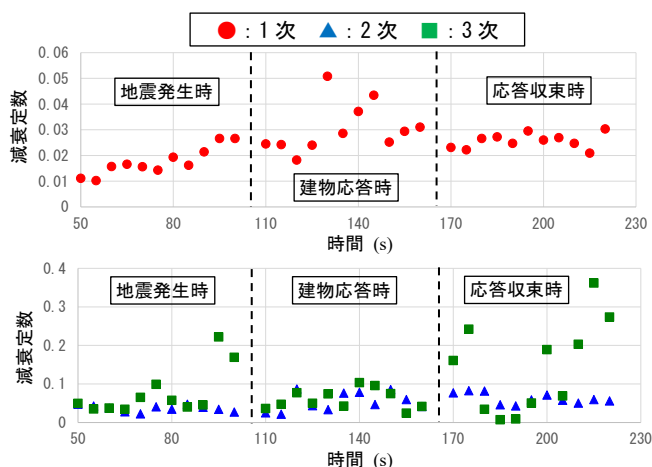 : 1 次 : 2 次 : 3 次
0.06
0.05
0.04
0.03
0.02
0.01
0
減衰定数
地震発生時
建物応答時
応答収束時
50 80 110 140 170 200 230
時間 (s)
0.4
0.3
0.2
0.1
0
減衰定数
地震発生時
建物応答時
応答収束時
50 80 110 140 170 200 230
時間 (s)